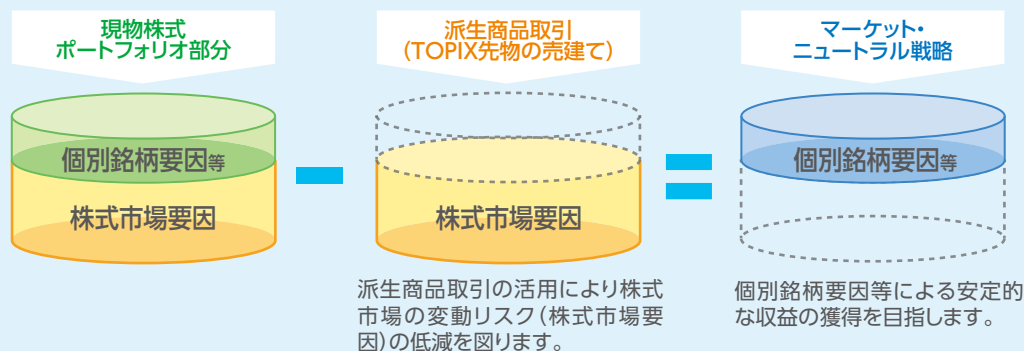 現物株式
ポートフォリオ部分
派生商品取引
（TOPIX先物の売建て）
マーケット・
ニュートラル戦略
個別銘柄要因等
株式市場要因
株式市場要因
個別銘柄要因等
派生商品取引の活用により株式
市場の変動リスク（株式市場要
因）の低減を図ります。
個別銘柄要因等による安定的
な収益の獲得を目指します。